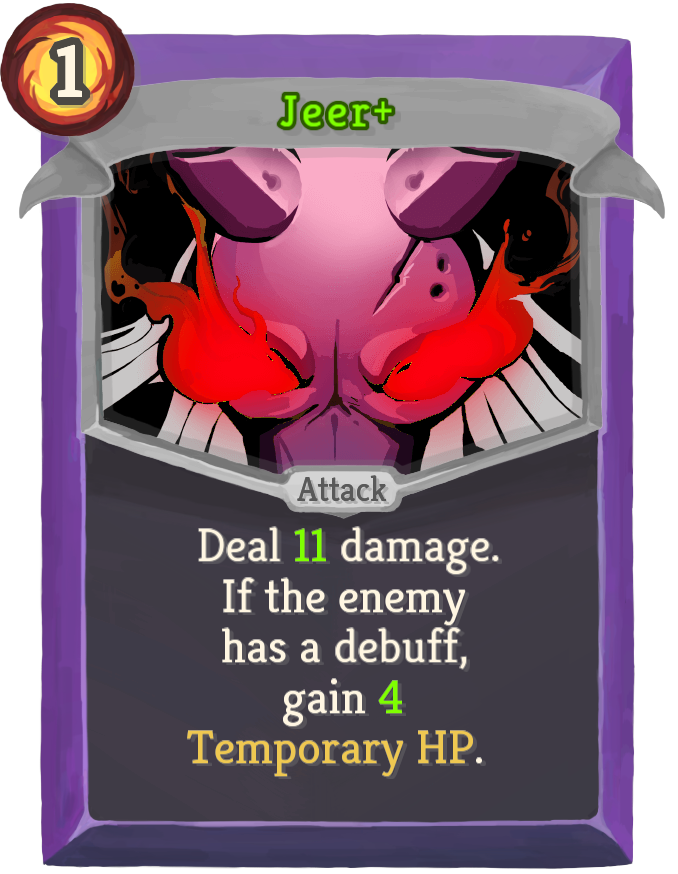 1
Jeer+
Attack
Deal 11 damage.
If the enemy
has a debuff,
gain 4
Temporary HP.